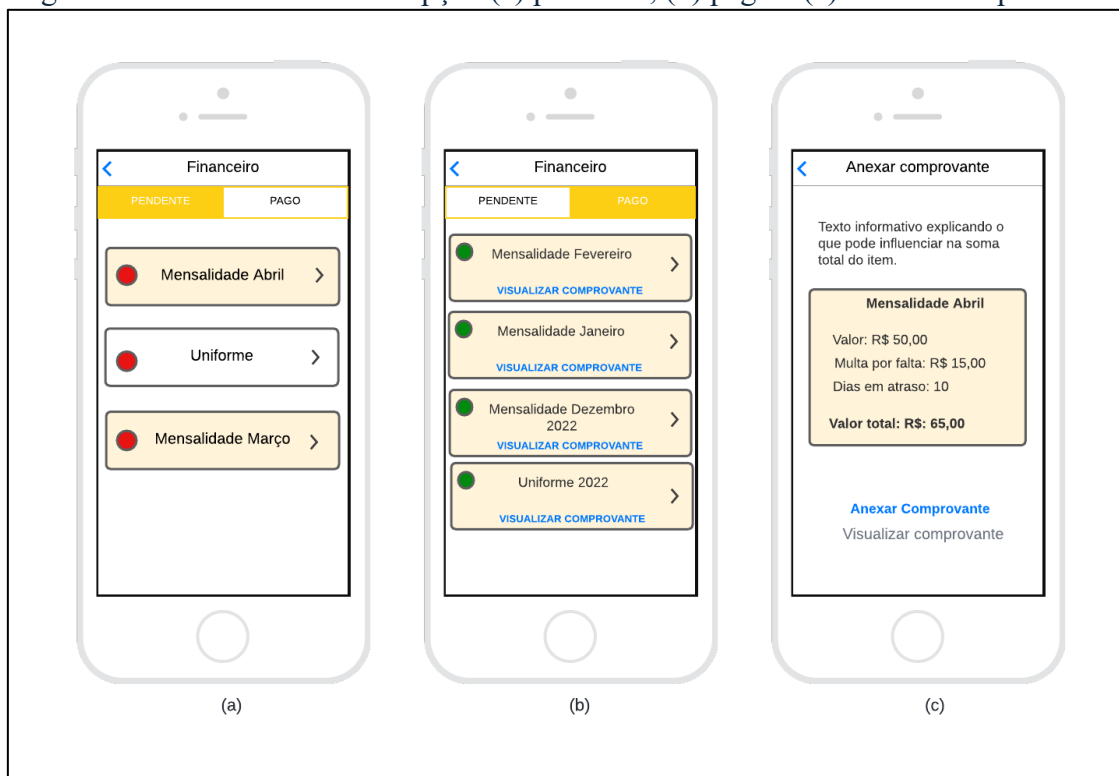 Financeiro
PENDENTE PAGO
Mensalidade Abril
Uniforme
Mensalidade Março
(a)
Financeiro
PENDENTE PAGO
Mensalidade Fevereiro
VISUALIZAR COMPROVANTE
Mensalidade Janeiro
VISUALIZAR COMPROVANTE
Mensalidade Dezembro
2022
VISUALIZAR COMPROVANTE
Uniforme 2022
VISUALIZAR COMPROVANTE
(b)
Anexar comprovante
Texto informativo explicando o
que pode influenciar na soma
total do item.
Mensalidade Abril
Valor: R$ 50,00
Multa por falta: R$ 15,00
Dias em atraso: 10
Valor total: R$: 65,00
Anexar Comprovante
Visualizar comprovante
(c)